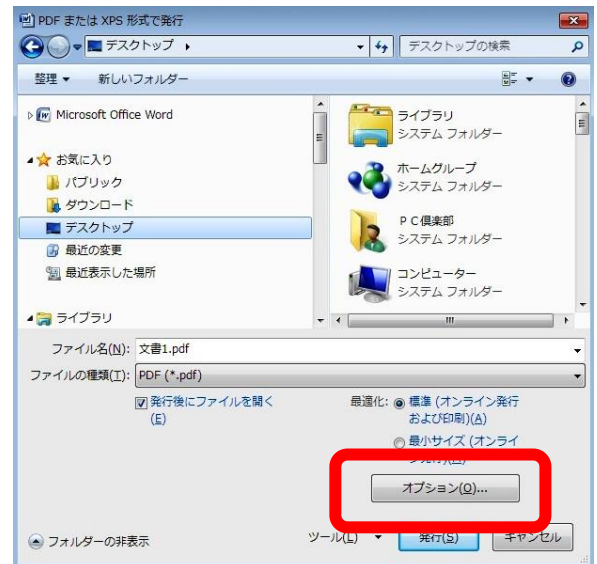 PDF または XPS 形式で発行
デスクトップ
デスクトップの検索
整理 新しいフォルダー
Microsoft Office Word
お気に入り
パブリック
ダウンロード
デスクトップ
最近の変更
最近表示した場所
ライブラリ
ライブラリ
システム フォルダー
ホームグループ
システム フォルダー
PC倶楽部
システム フォルダー
コンピューター
システム フォルダー
ファイル名(N): 文書1.pdf
ファイルの種類(T): PDF (*.pdf)
発行後にファイルを開く
(E)
最適化: 標準 (オンライン発行
および印刷)(A)
最小サイズ (オンライ
オプション(O)...
フォルダーの非表示
ツール(L) 発行(S) キャンセル